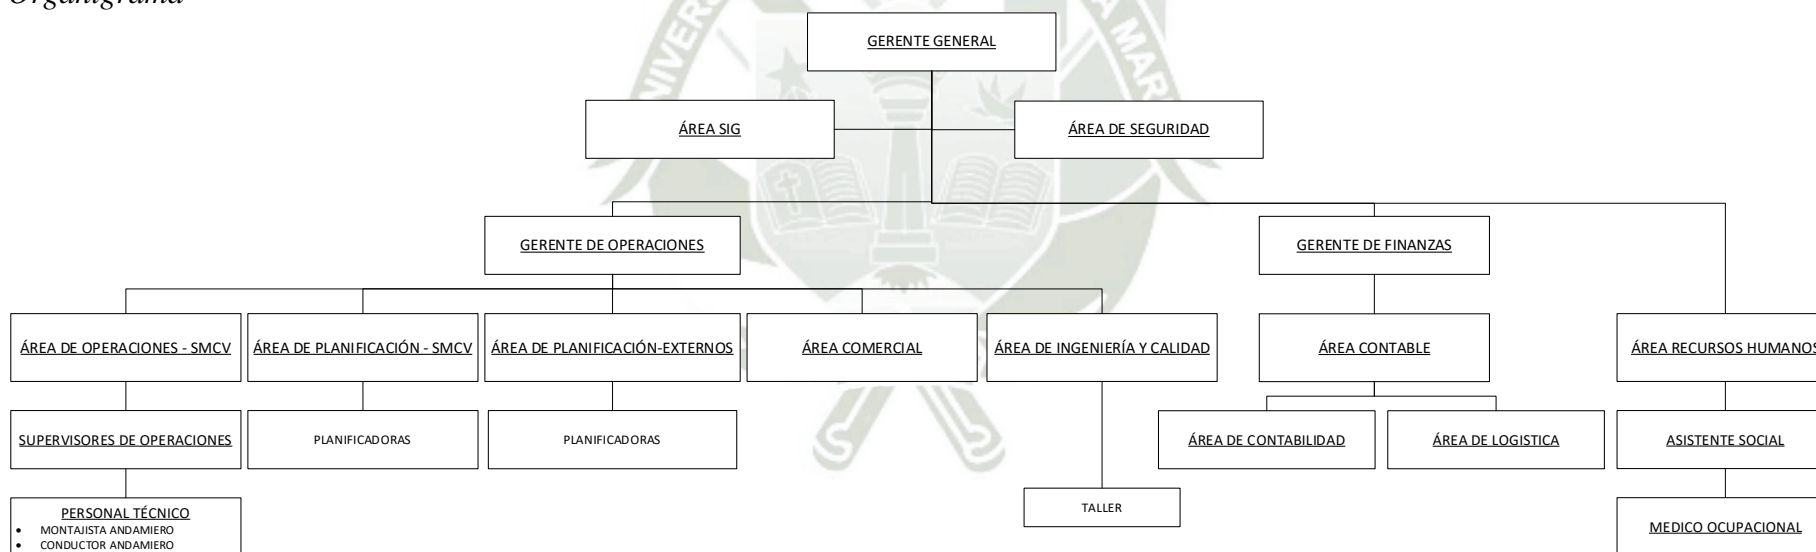 Organigrama
GERENTE GENERAL
ÁREA SIG
ÁREA DE SEGURIDAD
GERENTE DE OPERACIONES
GERENTE DE FINANZAS
ÁREA DE OPERACIONES - SMCV
ÁREA DE PLANIFICACIÓN - SMCV
ÁREA DE PLANIFICACIÓN-EXTERNOS
ÁREA COMERCIAL
ÁREA DE INGENIERÍA Y CALIDAD
ÁREA CONTABLE
ÁREA RECURSOS HUMANOS
SUPERVISORES DE OPERACIONES
PLANIFICADORAS
PLANIFICADORAS
ÁREA DE CONTABILIDAD
ÁREA DE LOGISTICA
ASISTENTE SOCIAL
TALLER
PERSONAL TÉCNICO
• MONTAJISTA ANDAMIERO
• CONDUCTOR ANDAMIERO
MEDICO OCUPACIONAL